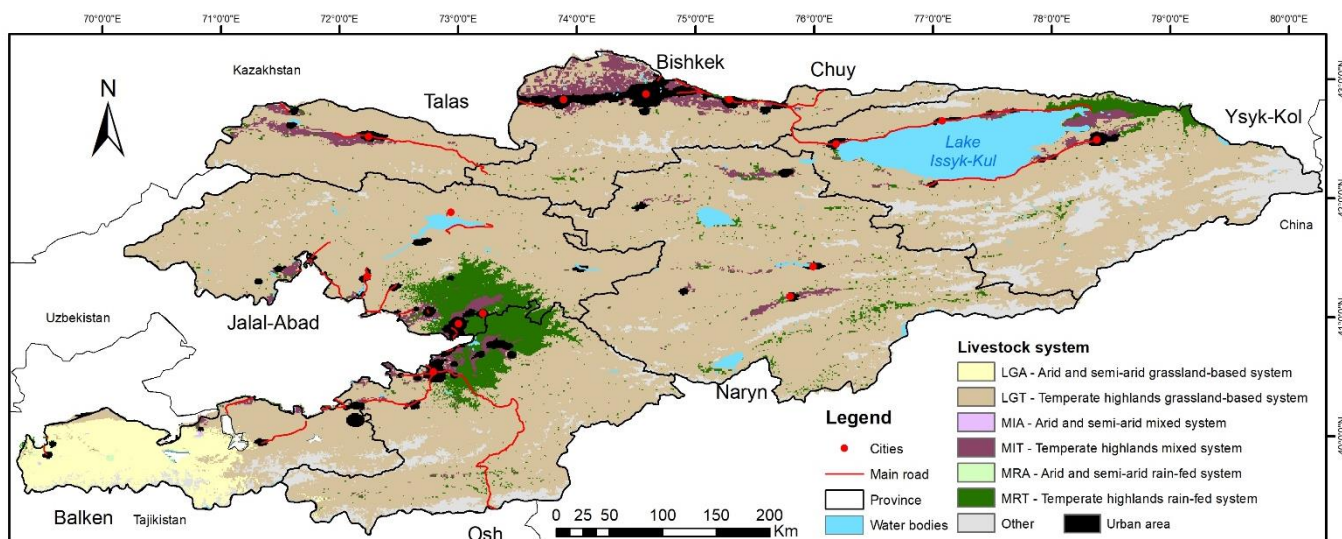 70°0'0"E 71°0'0"E 72°0'0"E 73°0'0"E 74°0'0"E 75°0'0"E 76°0'0"E 77°0'0"E 78°0'0"E 79°0'0"E 80°0'0"E
N
Kazakhstan
Talas
Bishkek
Chuy
Ysyk-Kol
Lake
Issyk-Kul
China
Uzbekistan
Jalal-Abad
Naryn
Balken
Tajikistan
Osh
0 25 50 100 150 200
Km
Legend
Cities
Main road
Province
Water bodies
Livestock system
LGA - Arid and semi-arid grassland-based system
LGT - Temperate highlands grassland-based system
MIA - Arid and semi-arid mixed system
MIT - Temperate highlands mixed system
MRA - Arid and semi-arid rain-fed system
MRT - Temperate highlands rain-fed system
Other Urban area